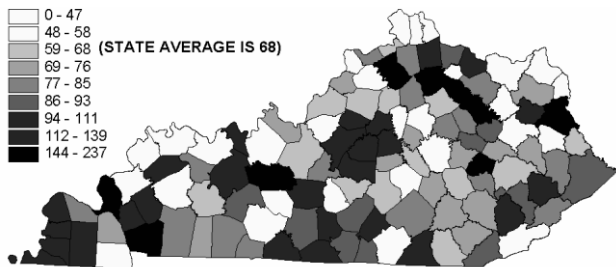 0 - 47
48 - 58
59 - 68 (STATE AVERAGE IS 68)
69 - 76
77 - 85
86 - 93
94 - 111
112 - 139
144 - 237